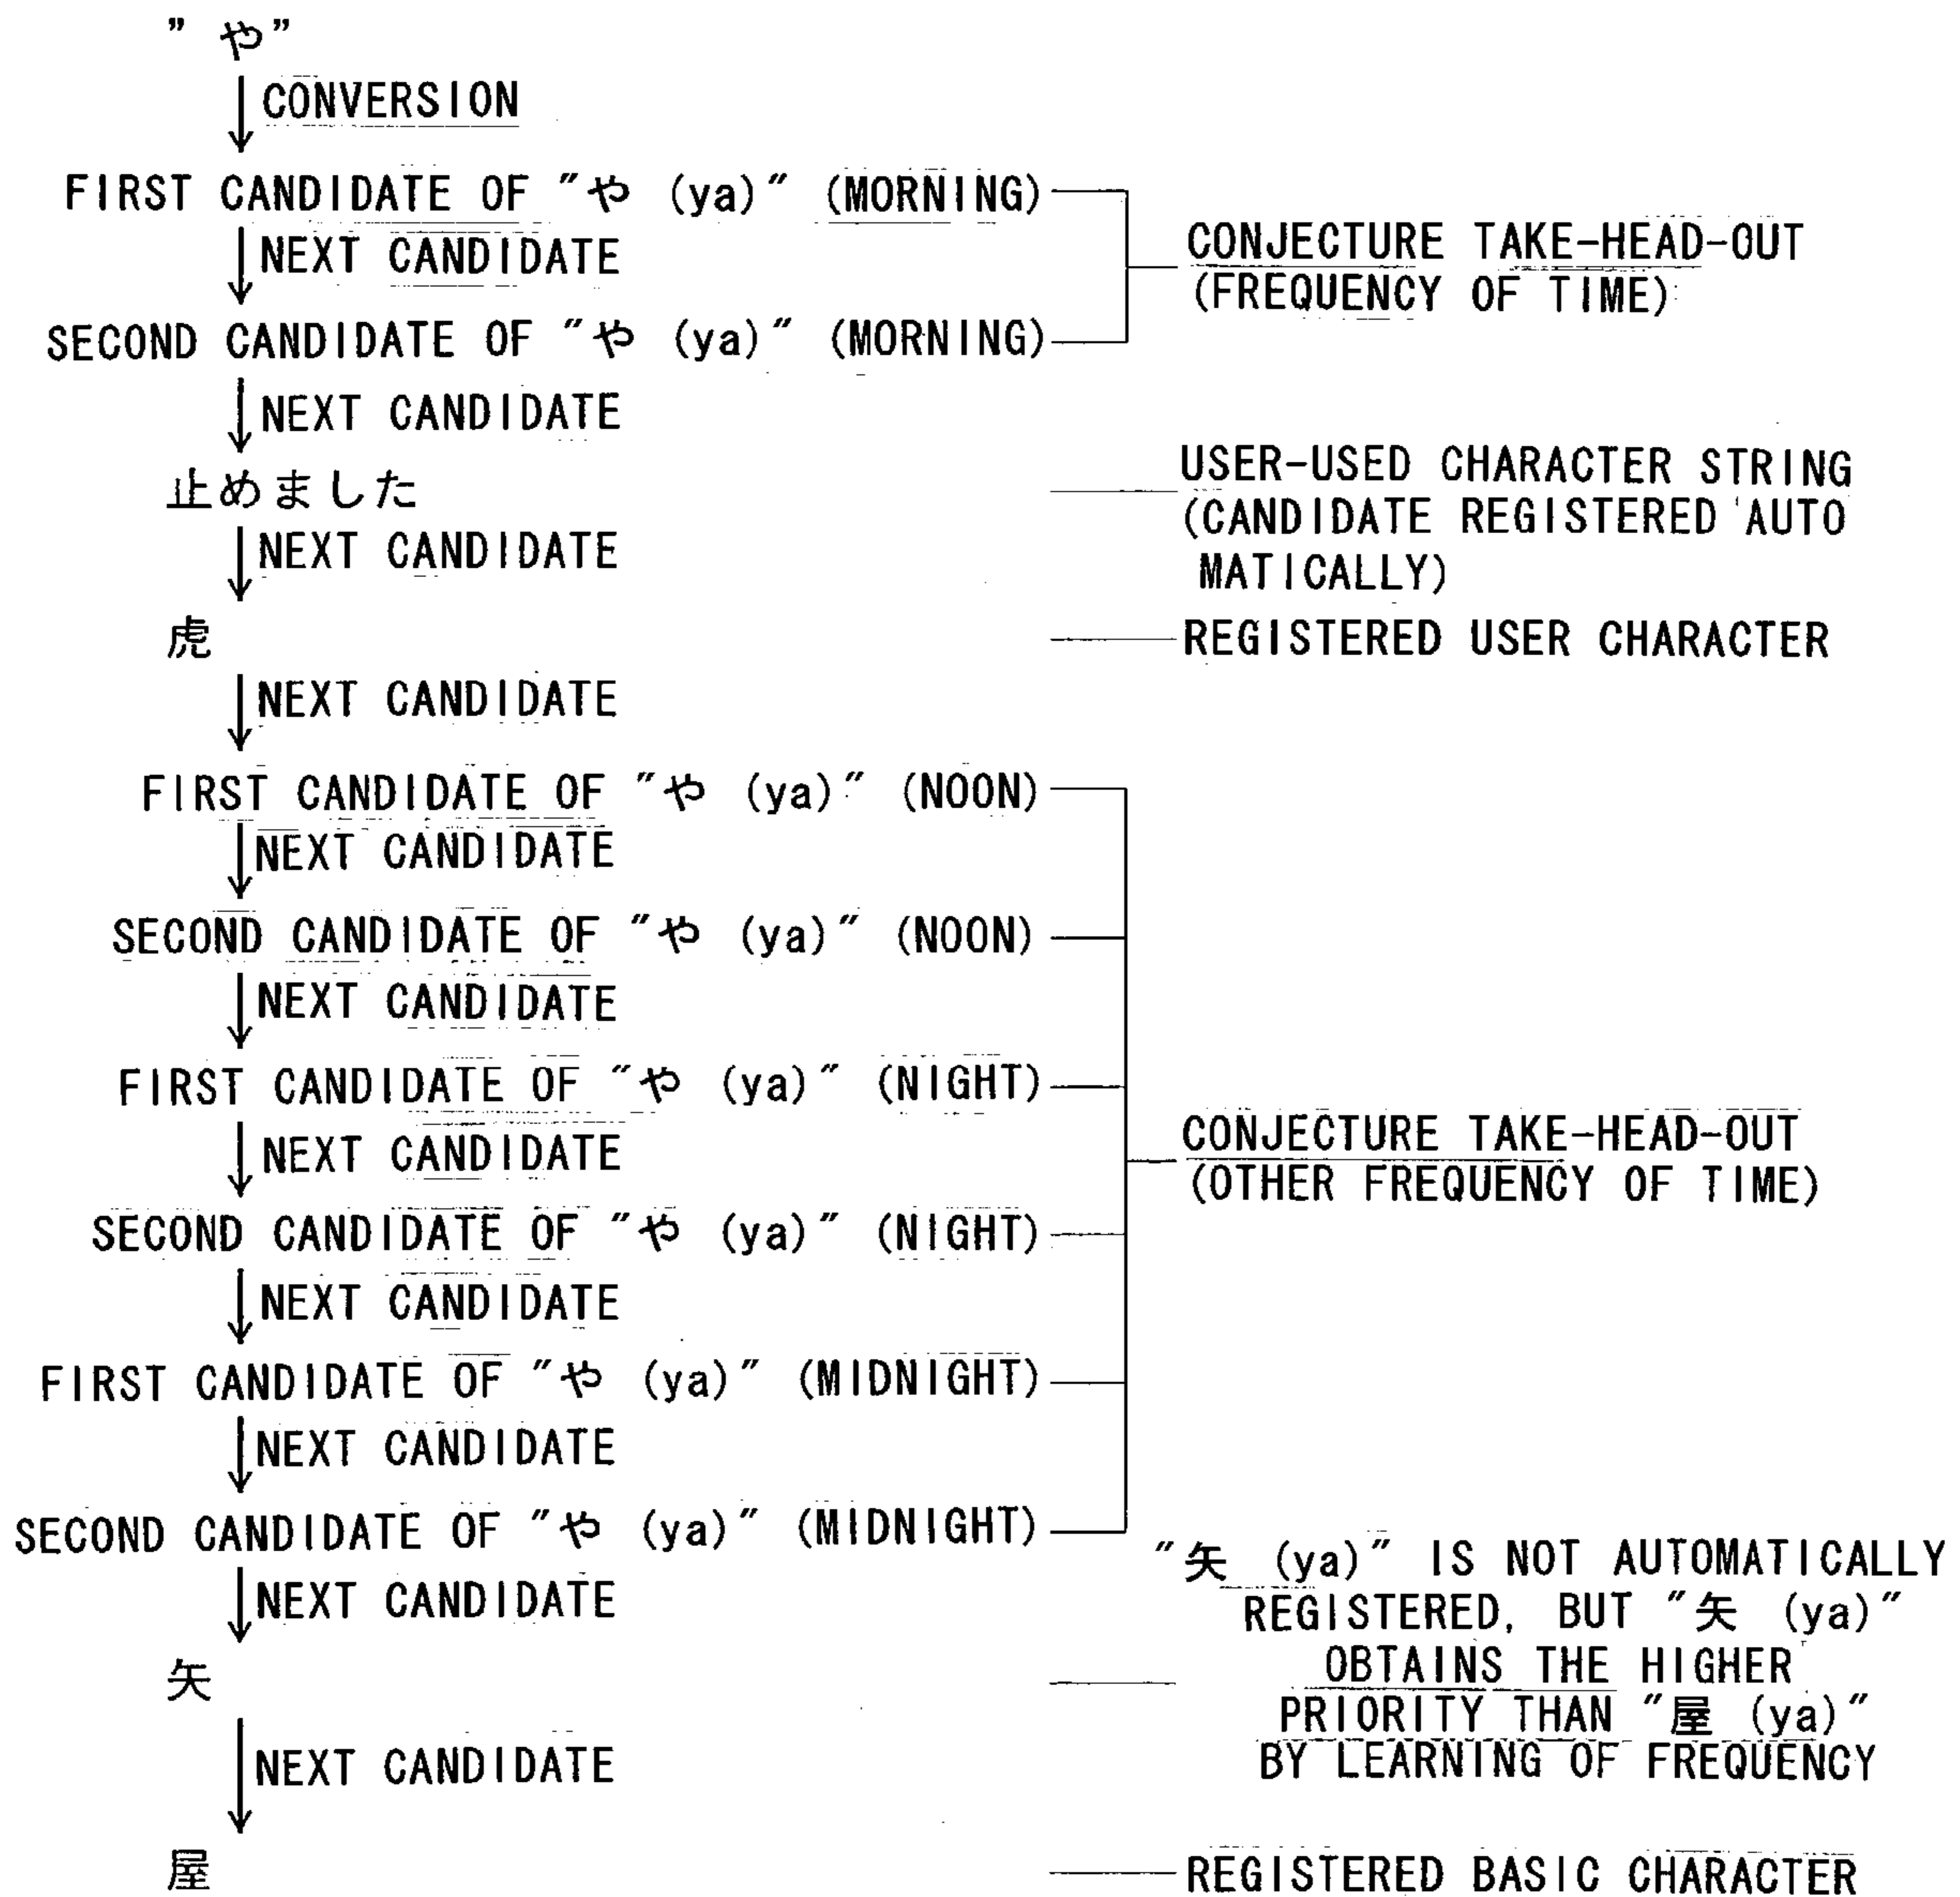 " や"
CONVERSION
FIRST CANDIDATE OF "や (ya)" (MORNING)
NEXT CANDIDATE
CONJECTURE TAKE-HEAD-OUT
(FREQUENCY OF TIME)
SECOND CANDIDATE OF "や (ya)" (MORNING)
NEXT CANDIDATE
止めました
USER-USED CHARACTER STRING
(CANDIDATE REGISTERED AUTO
MATICALLY)
NEXT CANDIDATE
虎
REGISTERED USER CHARACTER
NEXT CANDIDATE
FIRST CANDIDATE OF "や (ya)" (NOON)
NEXT CANDIDATE
SECOND CANDIDATE OF "や (ya)" (NOON)
NEXT CANDIDATE
FIRST CANDIDATE OF "や (ya)" (NIGHT)
NEXT CANDIDATE
CONJECTURE TAKE-HEAD-OUT
(OTHER FREQUENCY OF TIME)
SECOND CANDIDATE OF "や (ya)" (NIGHT)
NEXT CANDIDATE
FIRST CANDIDATE OF "や (ya)" (MIDNIGHT)
NEXT CANDIDATE
SECOND CANDIDATE OF "や (ya)" (MIDNIGHT)
NEXT CANDIDATE
矢
"矢 (ya)" IS NOT AUTOMATICALLY
REGISTERED, BUT "矢 (ya)"
OBTAINS THE HIGHER
PRIORITY THAN "屋 (ya)"
BY LEARNING OF FREQUENCY
NEXT CANDIDATE
屋
REGISTERED BASIC CHARACTER